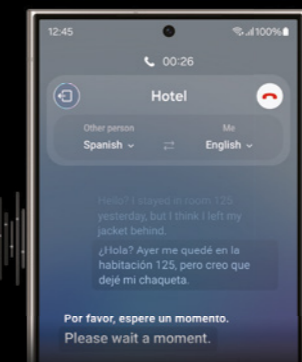 12:45
100%
00:26
Hotel
Other person
Me
Spanish
English
Hello? I stayed in room 125
yesterday, but I think I left my
jacket behind.
¿Hola? Ayer me quedé en la
habitación 125, pero creo que
dejé mi chaqueta.
Por favor, espere un momento.
Please wait a moment.